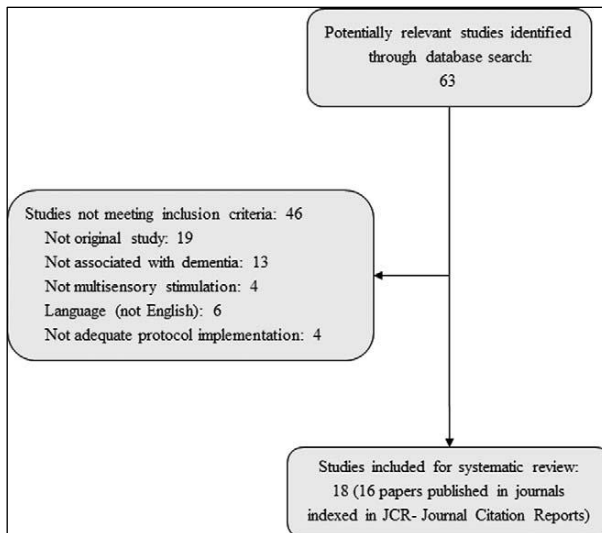 Potentially relevant studies identified
through database search:
63
Studies not meeting inclusion criteria: 46
Not original study: 19
Not associated with dementia: 13
Not multisensory stimulation: 4
Language (not English): 6
Not adequate protocol implementation: 4
Studies included for systematic review:
18 (16 papers published in journals
indexed in JCR- Journal Citation Reports)